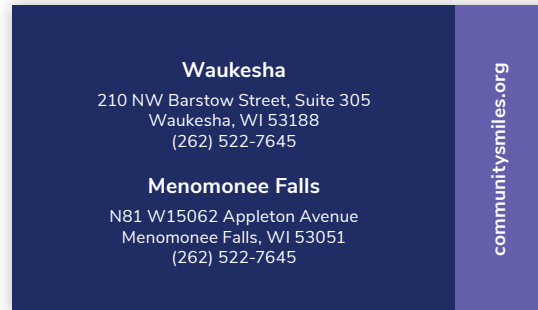 Waukesha
210 NW Barstow Street, Suite 305
Waukesha, WI 53188
(262) 522-7645
Menomonee Falls
N81 W15062 Appleton Avenue
Menomonee Falls, WI 53051
(262) 522-7645
communitysmiles.org